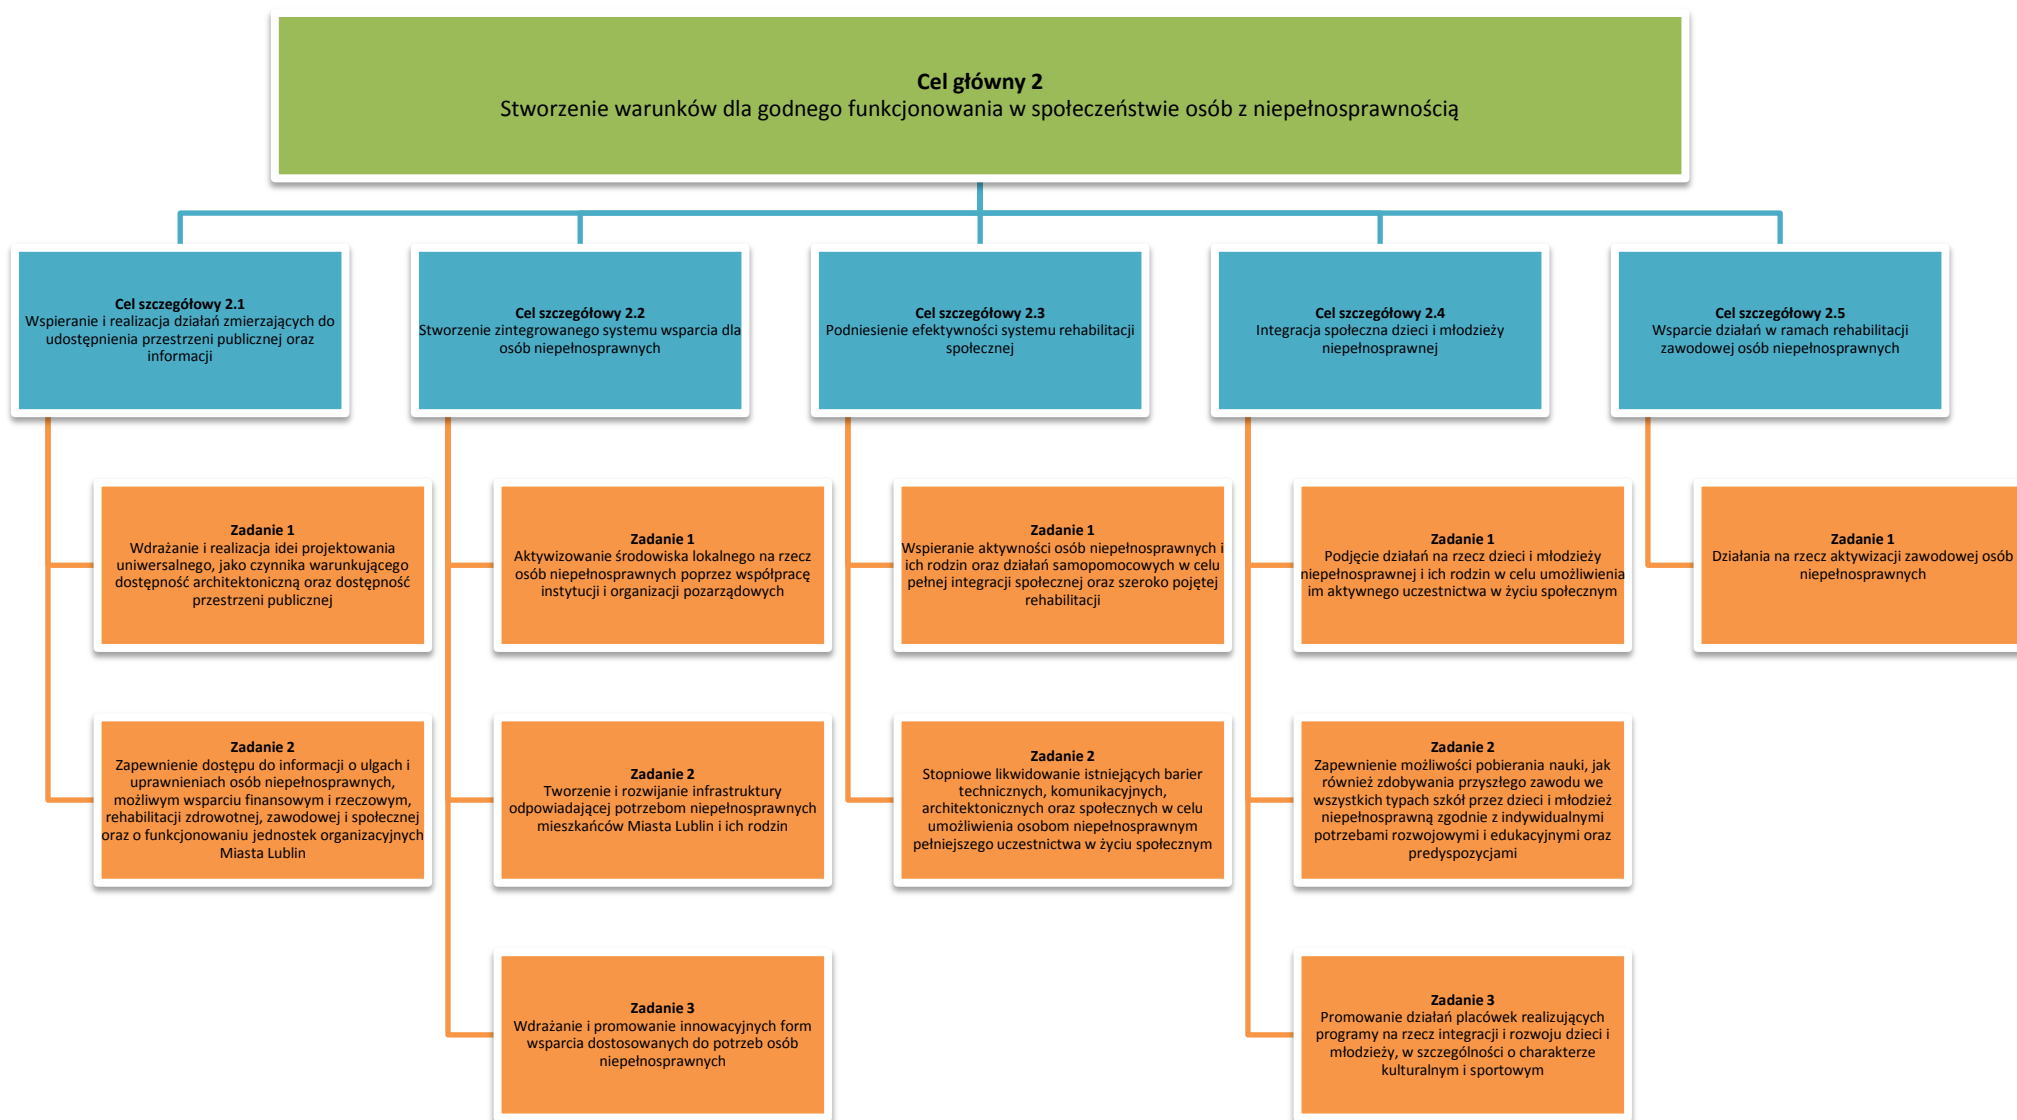 Cel główny 2
Stworzenie warunków dla godnego funkcjonowania w społeczeństwie osób z niepełnosprawnością
Cel szczegółowy 2.1
Wspieranie i realizacja działań zmierzających do
udostępnienia przestrzeni publicznej oraz
informacji
Zadanie 1
Wdrażanie i realizacja idei projektowania
uniwersalnego, jako czynnika warunkującego
dostępność architektoniczną oraz dostępność
przestrzeni publicznej
Zadanie 2
Zapewnienie dostępu do informacji o ulgach i
uprawnieniach osób niepełnosprawnych,
możliwym wsparciu finansowym i rzeczowym,
rehabilitacji zdrowotnej, zawodowej i społecznej
oraz o funkcjonowaniu jednostek organizacyjnych
Miasta Lublin
Cel szczegółowy 2.2
Stworzenie zintegrowanego systemu wsparcia dla
osób niepełnosprawnych
Zadanie 1
Aktywizowanie środowiska lokalnego na rzecz
osób niepełnosprawnych poprzez współpracę
instytucji i organizacji pozarządowych
Zadanie 2
Tworzenie i rozwijanie infrastruktury
odpowiadającej potrzebom niepełnosprawnych
mieszkańców Miasta Lublin i ich rodzin
Zadanie 3
Wdrażanie i promowanie innowacyjnych form
wsparcia dostosowanych do potrzeb osób
niepełnosprawnych
Cel szczegółowy 2.3
Podniesienie efektywności systemu rehabilitacji
społecznej
Zadanie 1
Wspieranie aktywności osób niepełnosprawnych i
ich rodzin oraz działań samopomocowych w celu
pełnej integracji społecznej oraz szeroko pojętej
rehabilitacji
Zadanie 2
Stopniowe likwidowanie istniejących barier
technicznych, komunikacyjnych,
architektonicznych oraz społecznych w celu
umożliwienia osobom niepełnosprawnym
pełniejszego uczestnictwa w życiu społecznym
Cel szczegółowy 2.4
Integracja społeczna dzieci i młodzieży
niepełnosprawnej
Zadanie 1
Podjęcie działań na rzecz dzieci i młodzieży
niepełnosprawnej i ich rodzin w celu umożliwienia
im aktywnego uczestnictwa w życiu społecznym
Zadanie 2
Zapewnienie możliwości pobierania nauki, jak
również zdobywania przyszłego zawodu we
wszystkich typach szkół przez dzieci i młodzież
niepełnosprawną zgodnie z indywidualnymi
potrzebami rozwojowymi i edukacyjnymi oraz
predyspozycjami
Zadanie 3
Promowanie działań placówek realizujących
programy na rzecz integracji i rozwoju dzieci i
młodzieży, w szczególności o charakterze
kulturalnym i sportowym
Cel szczegółowy 2.5
Wsparcie działań w ramach rehabilitacji
zawodowej osób niepełnosprawnych
Zadanie 1
Działania na rzecz aktywizacji zawodowej osób
niepełnosprawnych